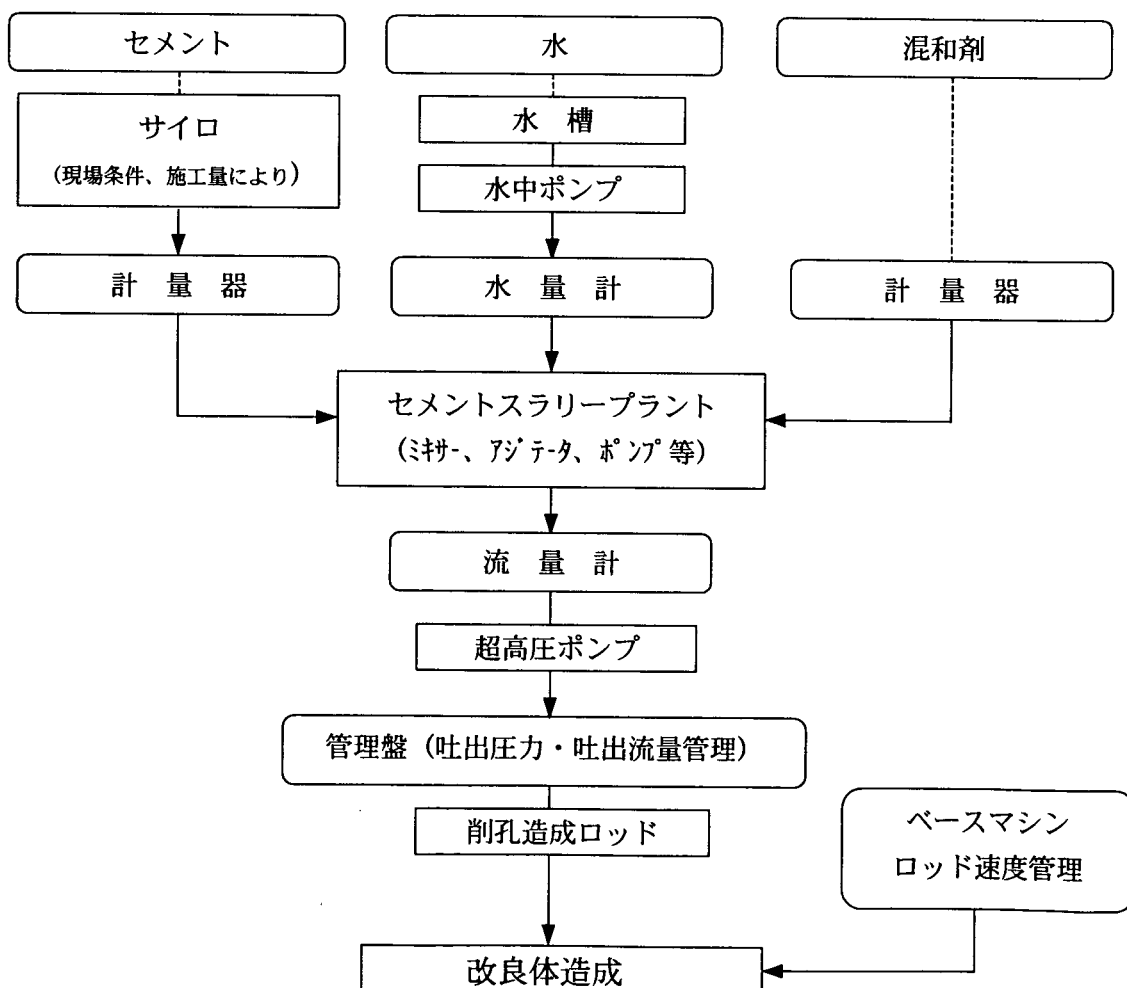 セメント
水
混和剤
サイロ
(現場条件、施工量により)
水 槽
水中ポンプ
計 量 器
水 量 計
計 量 器
セメントスラリープラント
(ﾐｷｻｰ、ｱｼﾞﾃｰﾀ、ﾎﾟﾝﾌﾟ等)
流 量 計
超高圧ポンプ
管理盤(吐出圧力・吐出流量管理)
削孔造成ロッド
ベースマシン
ロッド速度管理
改良体造成